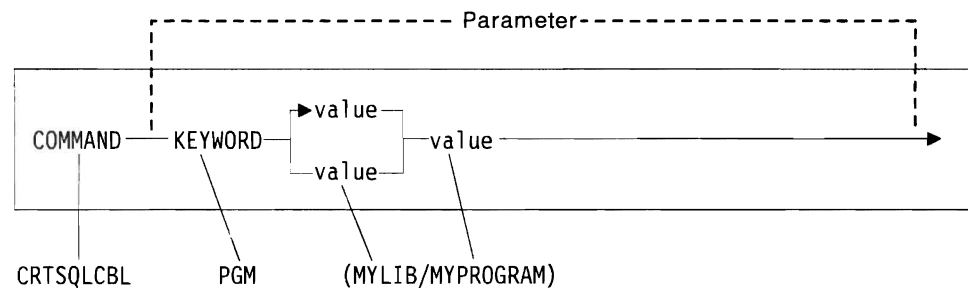 Parameter
value
COMMAND KEYWORD value
value
CRTSQLCBL PGM (MYLIB/MYPROGRAM)